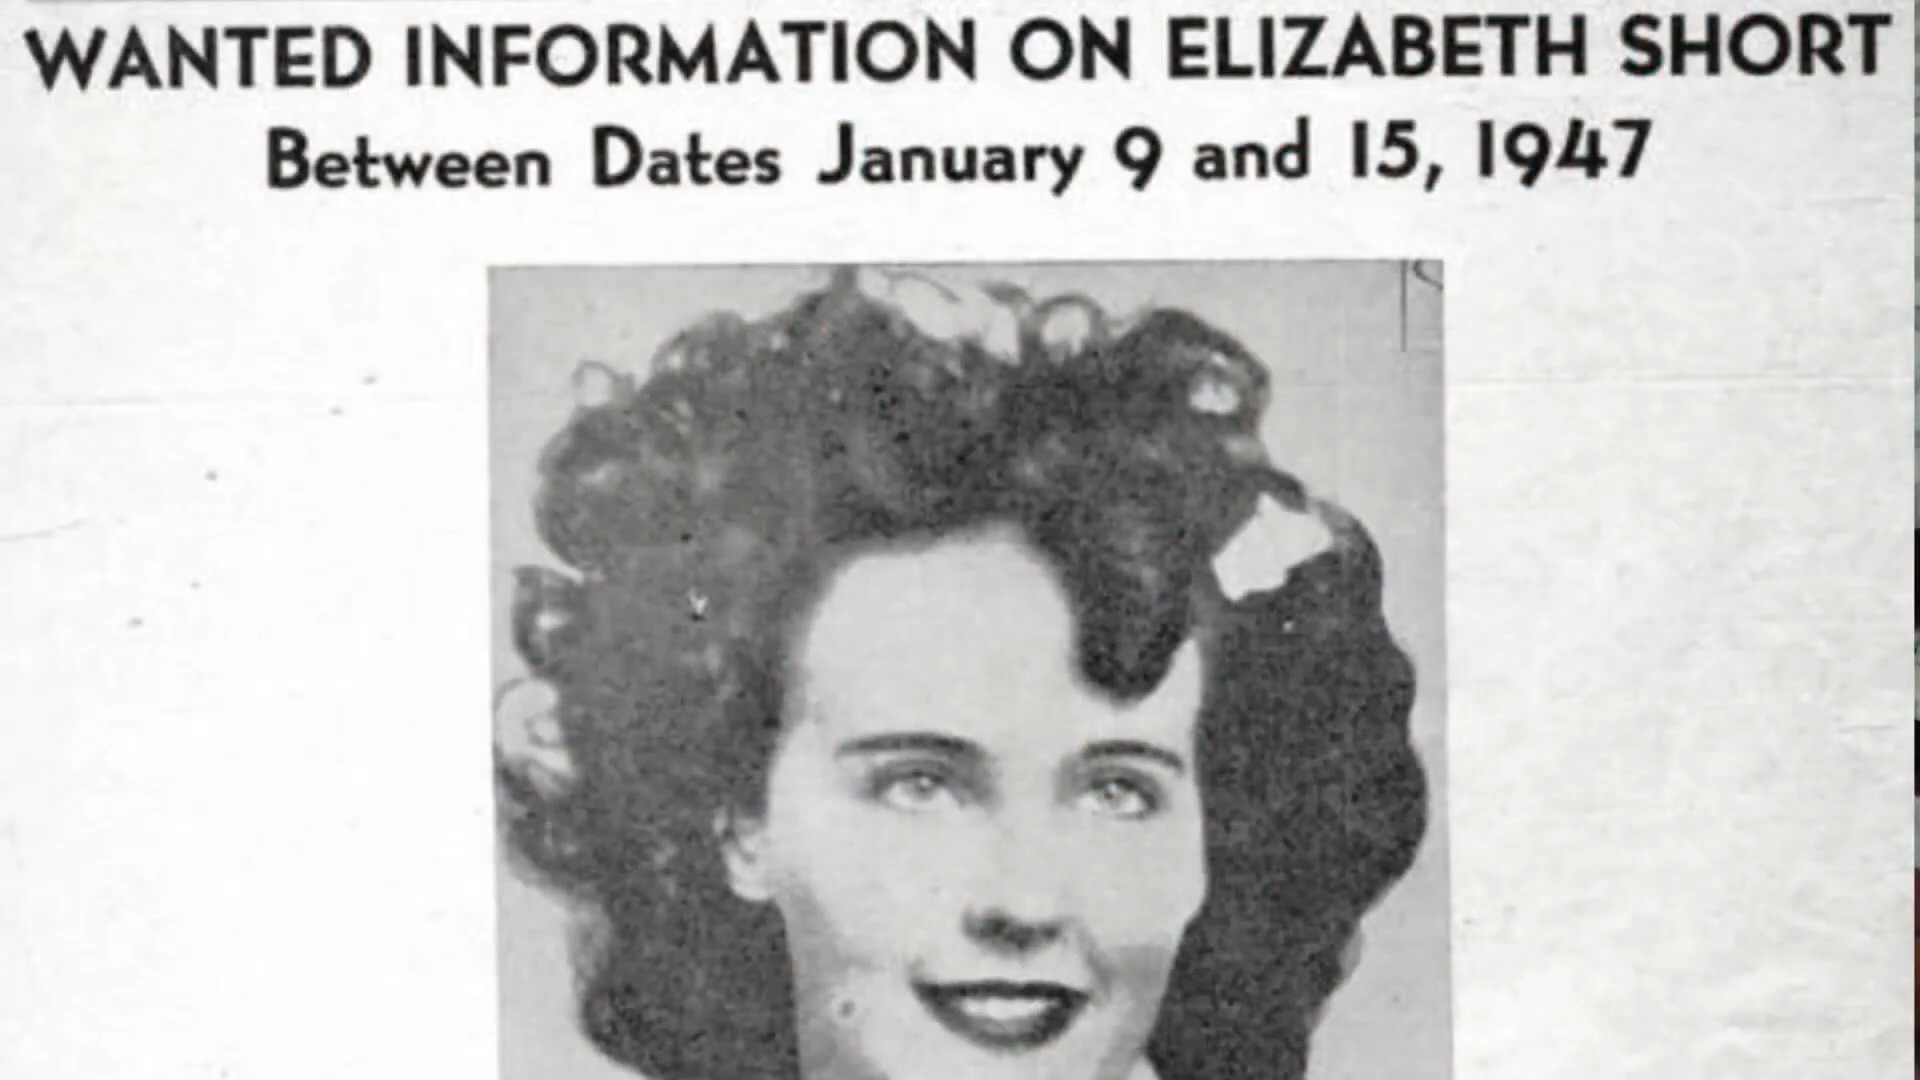 WANTED INFORMATION ON ELIZABETH SHORT
Between Dates January 9 and 15, 1947